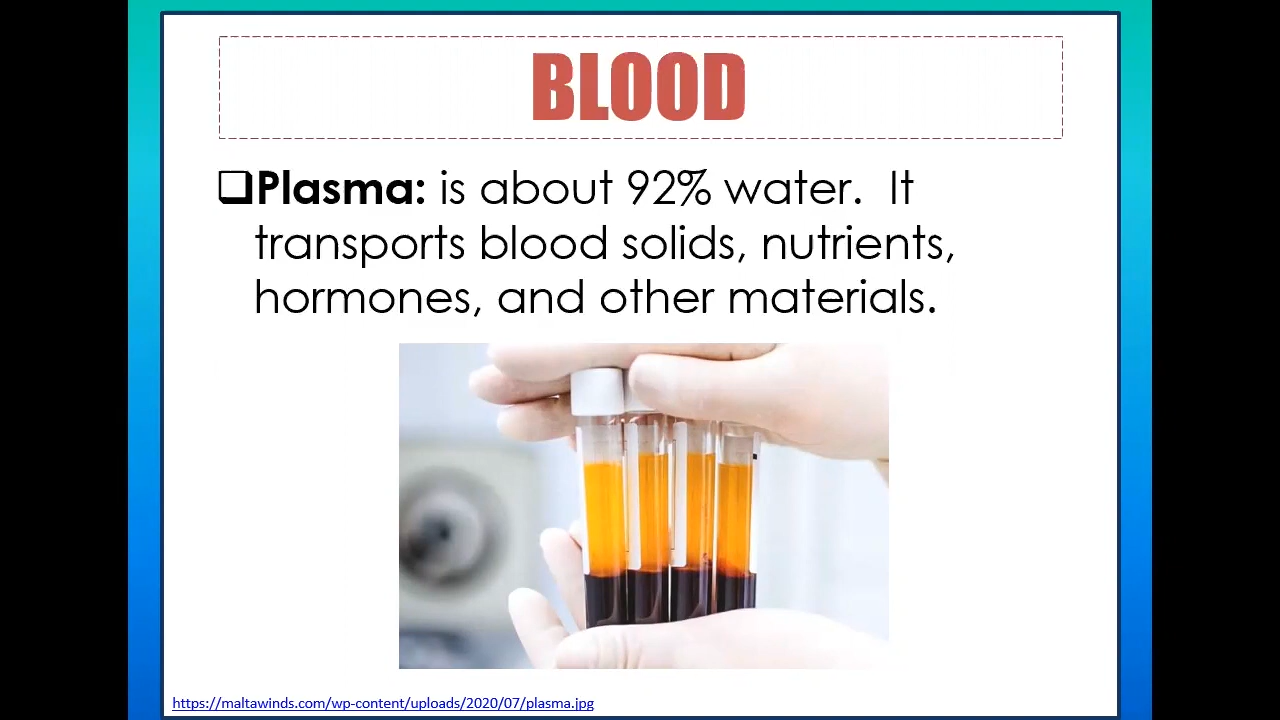 BLOOD
❑Plasma: is about 92% water.  It
transports blood solids, nutrients,
hormones, and other materials.
https://maltawinds.com/wp-content/uploads/2020/07/plasma.jpg